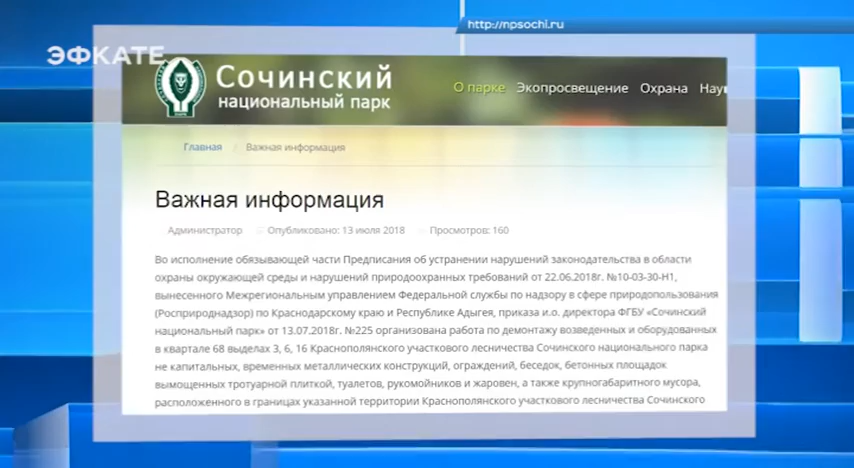 http://npsochi.ru
ЭФКАТЕ
Сочинский
национальный парк
О парке Экопросвещение Охрана Нау
Главная / Важная информация
Важная информация
Администратор Опубликовано: 13 июля 2018 Просмотров: 160
Во исполнение обязывающей части Предписания об устранении нарушений законодательства в области
охраны окружающей среды и нарушений природоохранных требований от 22.06.2018г. №10-03-30-Н1,
вынесенного Межрегиональным управлением Федеральной службы по надзору в сфере природопользования
(Росприроднадзор) по Краснодарскому краю и Республике Адыгея, приказа и.о. директора ФГБУ «Сочинский
национальный парк" от 13.07.2018г. №225 организована работа по демонтажу возведенных и оборудованных
в квартале 68 выделах 3, 6, 16 Краснополянского участкового лесничества Сочинского национального парка
не капитальных, временных металлических конструкций, ограждений, беседок, бетонных площадок
вымощенных тротуарной плиткой, туалетов, рукомойников и жаровен, а также крупногабаритного мусора,
расположенного в границах указанной территории Краснополянского участкового лесничества Сочинского